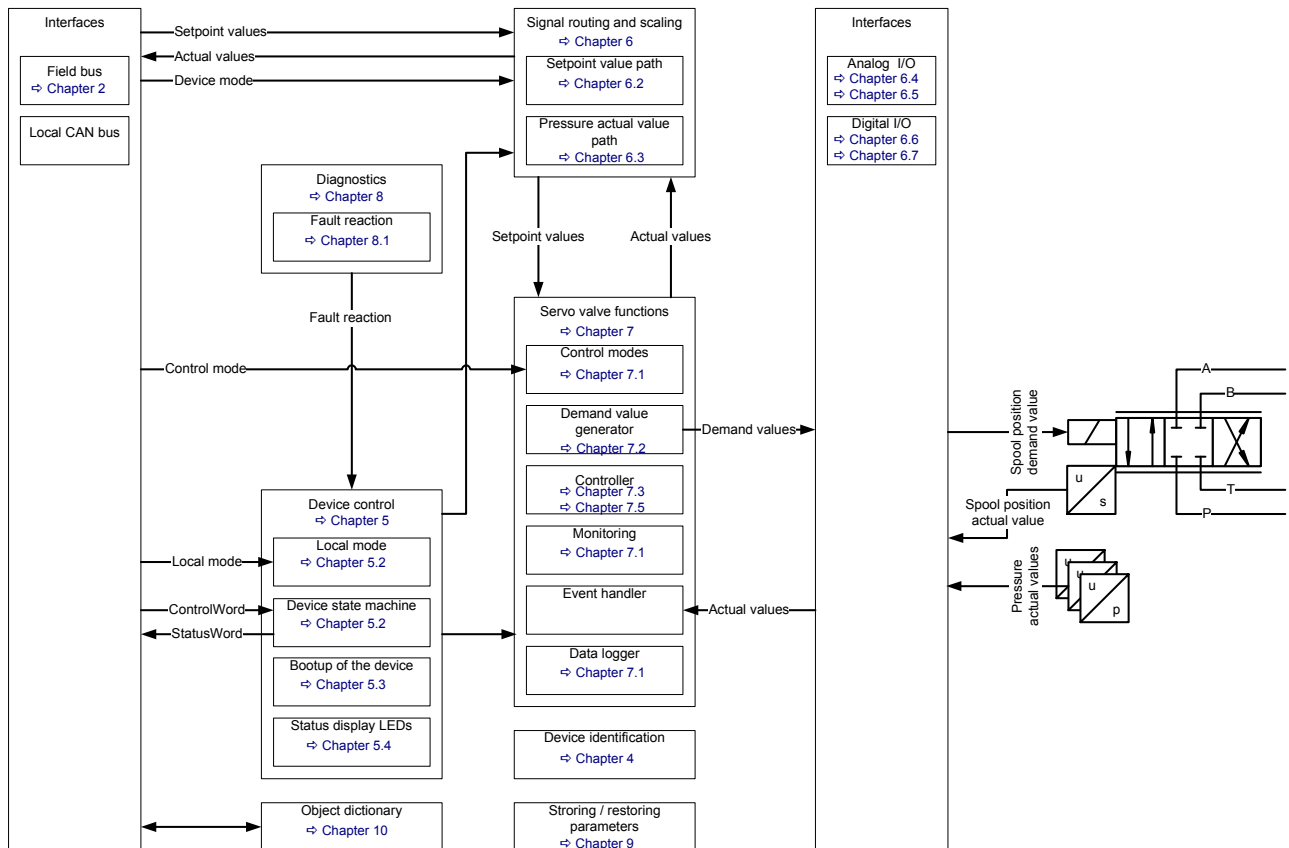 Interfaces
Field bus
⇨ Chapter 2
Local CAN bus
Setpoint values
Actual values
Device mode
Signal routing and scaling
⇨ Chapter 6
Setpoint value path
⇨ Chapter 6.2
Pressure actual value
path
⇨ Chapter 6.3
Interfaces
Analog I/O
⇨ Chapter 6.4
⇨ Chapter 6.5
Digital I/O
⇨ Chapter 6.6
⇨ Chapter 6.7
Diagnostics
⇨ Chapter 8
Fault reaction
⇨ Chapter 8.1
Setpoint values
Actual values
Fault reaction
Control mode
Servo valve functions
⇨ Chapter 7
Control modes
⇨ Chapter 7.1
Demand value
generator
⇨ Chapter 7.2
Controller
⇨ Chapter 7.3
⇨ Chapter 7.5
Monitoring
⇨ Chapter 7.1
Event handler
Data logger
⇨ Chapter 7.1
Demand values
Actual values
Spool position
demand value
A
B
T
P
u
s
Spool position
actual value
Pressure
actual values
u
u
u
p
Device control
⇨ Chapter 5
Local mode
Local mode
⇨ Chapter 5.2
ControlWord
StatusWord
Device state machine
⇨ Chapter 5.2
Bootup of the device
⇨ Chapter 5.3
Status display LEDs
⇨ Chapter 5.4
Device identification
⇨ Chapter 4
Object dictionary
⇨ Chapter 10
Stroring / restoring
parameters
⇨ Chapter 9